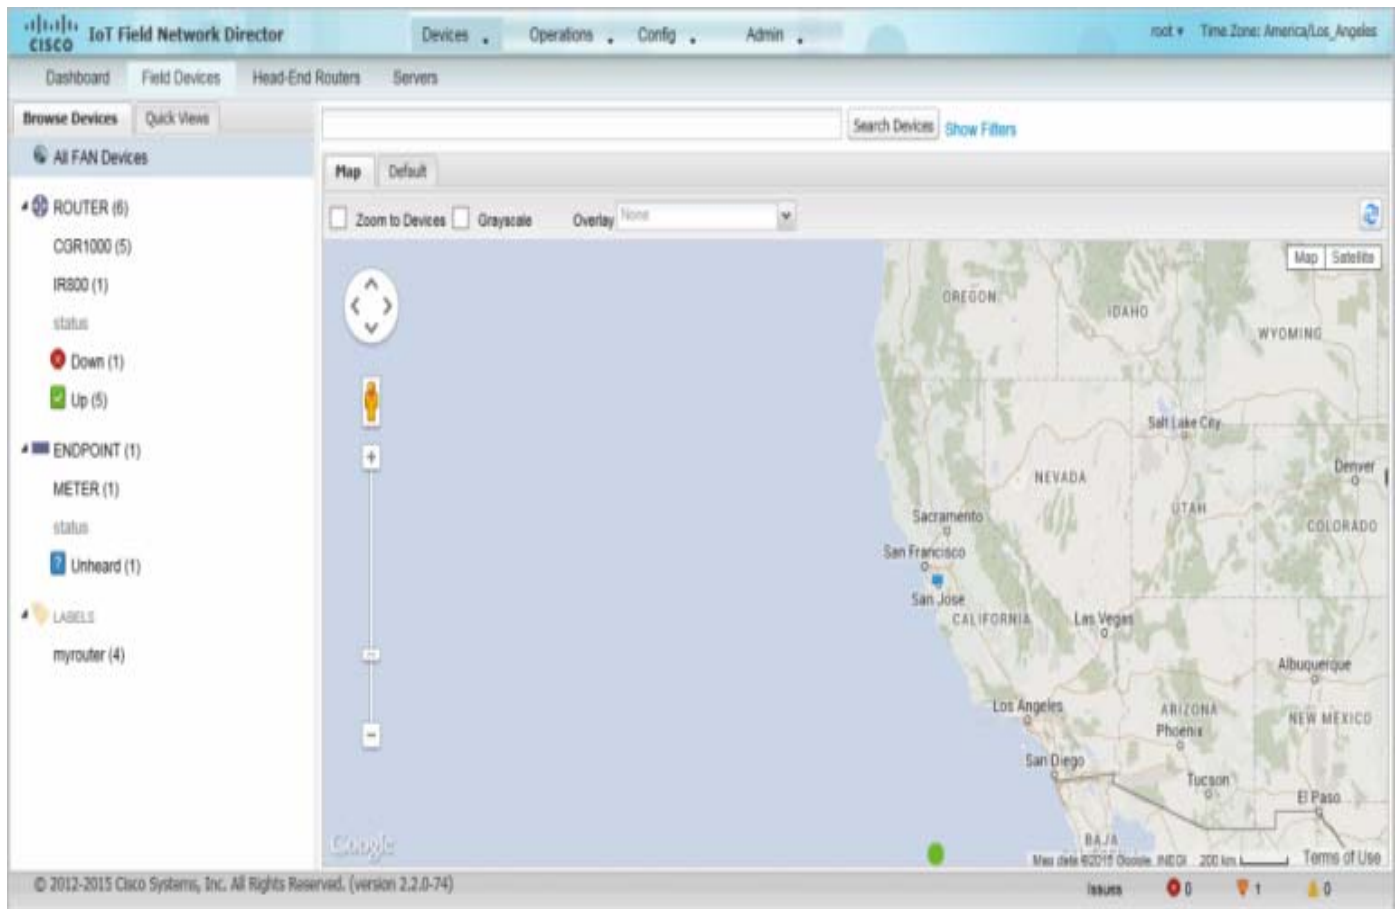 CISCO IoT Field Network Director
Devices Operations Config Admin
root Time Zone: America/Los_Angeles
Dashboard Field Devices Head-End Routers Servers
Browse Devices Quick Views
Search Devices Show Filters
All FAN Devices
Map Default
ROUTER (6)
Zoom to Devices Grayscale Overlay None
CGR1000 (5)
IR800 (1)
status
Down (1)
Up (5)
ENDPOINT (1)
METER (1)
status
Unheard (1)
LABELS
myrouter (4)
Map Satellite
OREGON
IDAHO
WYOMING
Salt Lake City
Denver
NEVADA
UTAH
COLORADO
Sacramento
San Francisco
San Jose
CALIFORNIA
Las Vegas
Albuquerque
Los Angeles
ARIZONA
NEW MEXICO
Phoenix
San Diego
Tucson
El Paso
BAJA
Google
Map data ©2015 Google, INEGI 200 km Terms of Use
© 2012-2015 Cisco Systems, Inc. All Rights Reserved. (version 2.2.0-74)
Issues 0 1 0